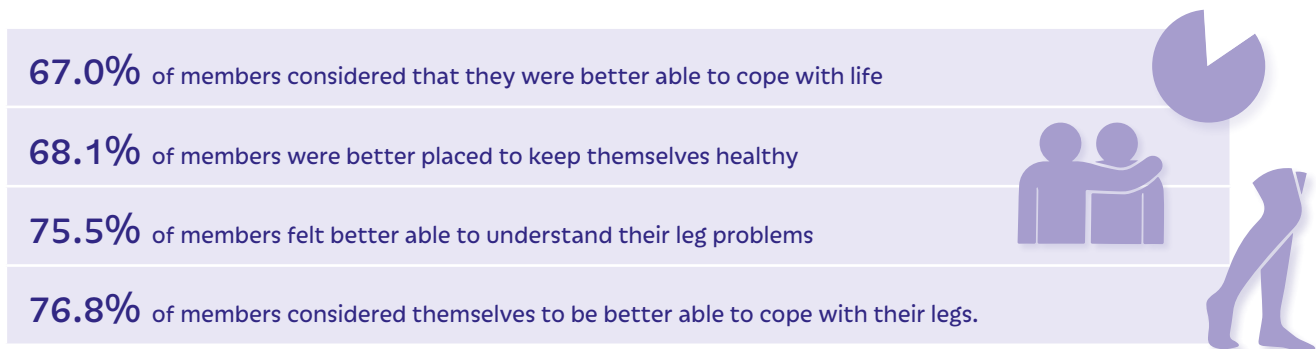 67.0% of members considered that they were better able to cope with life
68.1% of members were better placed to keep themselves healthy
75.5% of members felt better able to understand their leg problems
76.8% of members considered themselves to be better able to cope with their legs.